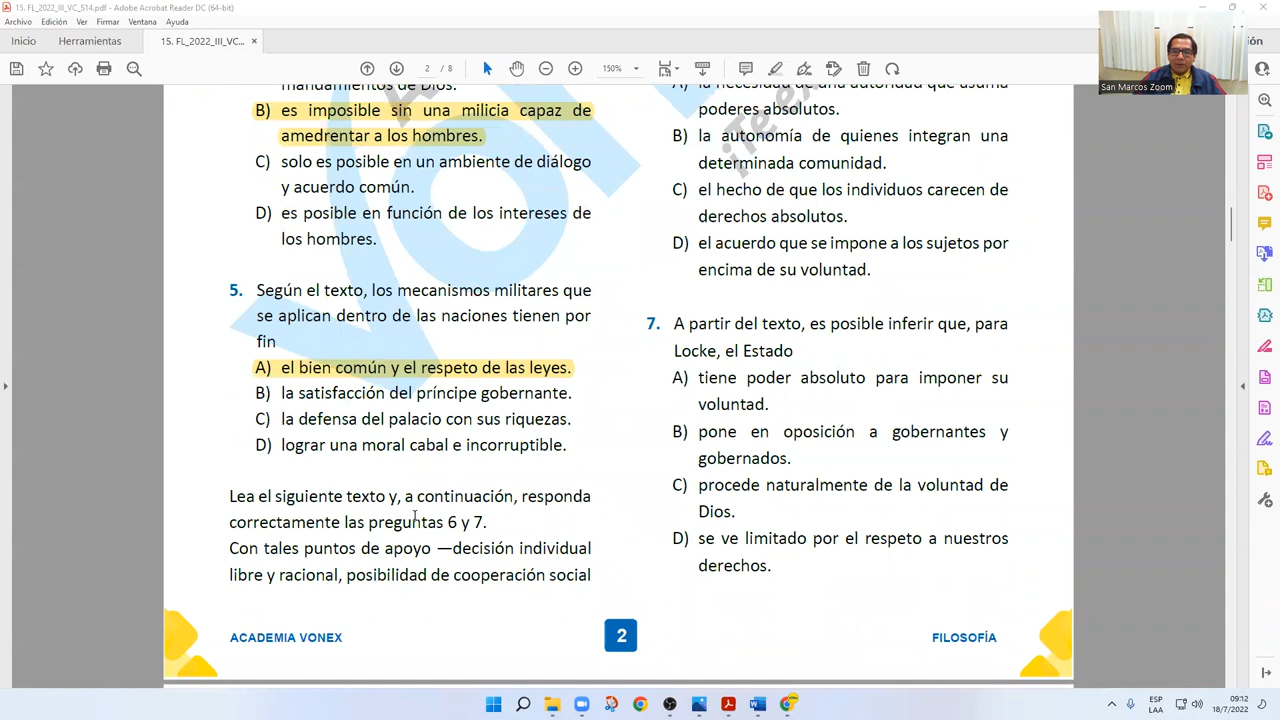 15. FL_2022_III_VC_S14.pdf - Adobe Acrobat Reader DC (64-bit)
Archivo Edición Ver Firmar Ventana Ayuda
Inicio Herramientas 15. FL_2022_III_VC...
2 / 8 150%
San Marcos Zoom
mandamientos de Dios.
B) es imposible sin una milicia capaz de
amedrentar a los hombres.
C) solo es posible en un ambiente de diálogo
y acuerdo común.
D) es posible en función de los intereses de
los hombres.
5. Según el texto, los mecanismos militares que
se aplican dentro de las naciones tienen por
fin
A) el bien común y el respeto de las leyes.
B) la satisfacción del príncipe gobernante.
C) la defensa del palacio con sus riquezas.
D) lograr una moral cabal e incorruptible.
Lea el siguiente texto y, a continuación, responda
correctamente las preguntas 6 y 7.
Con tales puntos de apoyo —decisión individual
libre y racional, posibilidad de cooperación social
A) la necesidad de una autoridad que asuma
poderes absolutos.
B) la autonomía de quienes integran una
determinada comunidad.
C) el hecho de que los individuos carecen de
derechos absolutos.
D) el acuerdo que se impone a los sujetos por
encima de su voluntad.
7. A partir del texto, es posible inferir que, para
Locke, el Estado
A) tiene poder absoluto para imponer su
voluntad.
B) pone en oposición a gobernantes y
gobernados.
C) procede naturalmente de la voluntad de
Dios.
D) se ve limitado por el respeto a nuestros
derechos.
ACADEMIA VONEX 2 FILOSOFÍA
ESP
LAA
09:12
18/7/2022